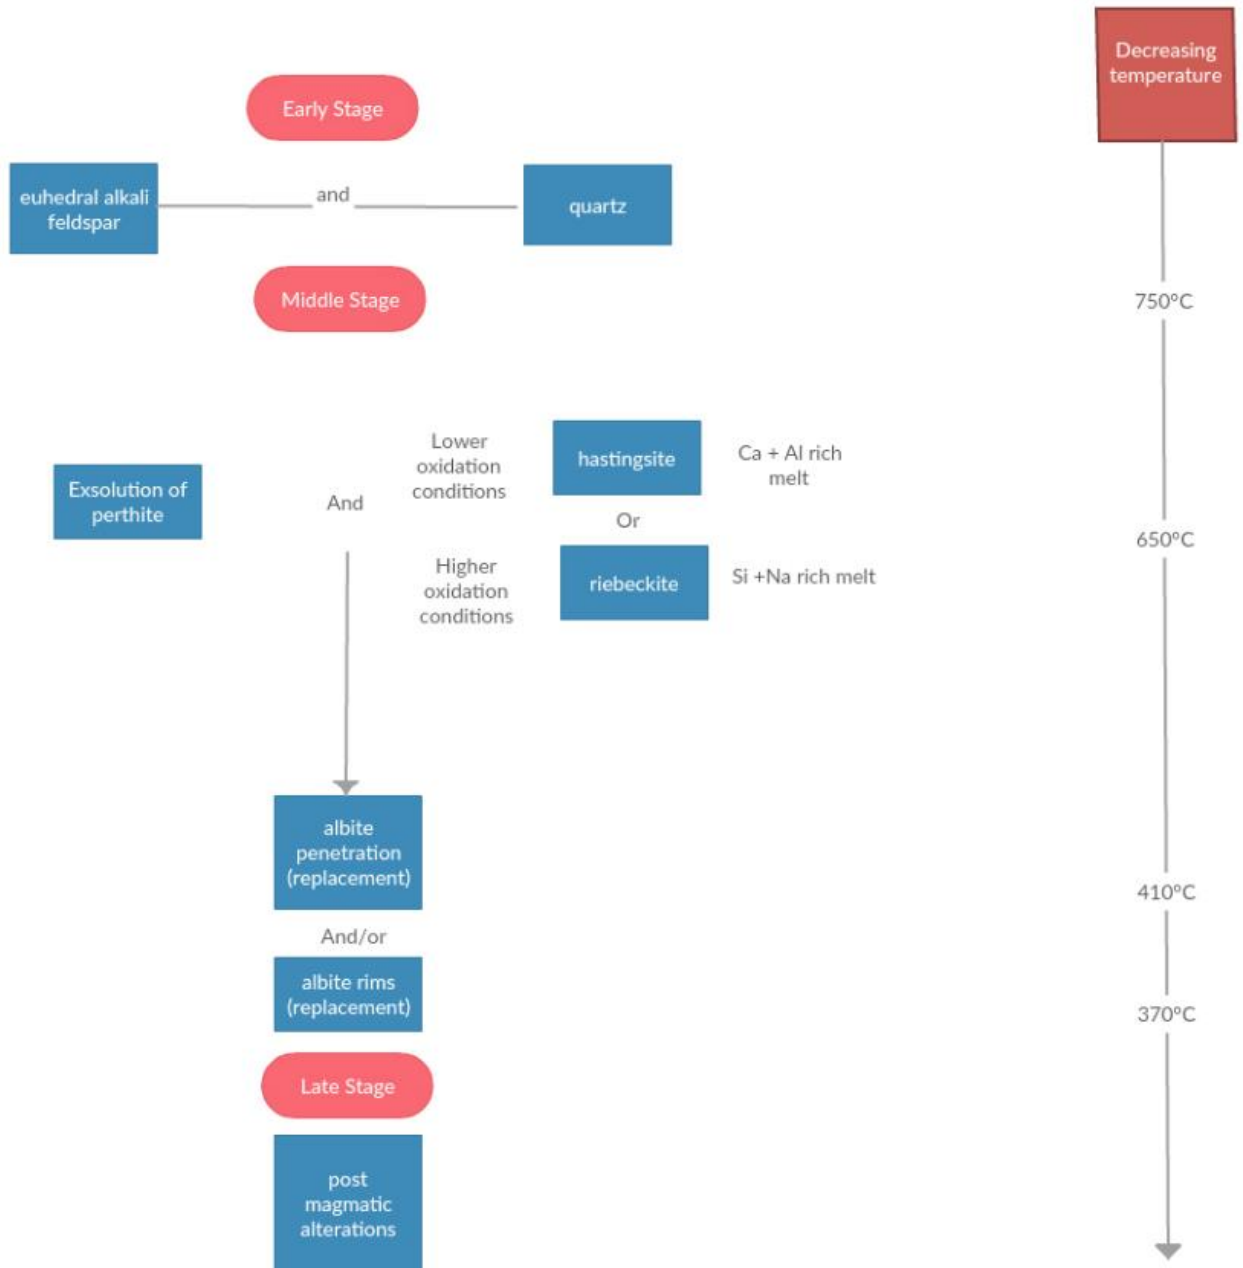 Decreasing
temperature
Early Stage
euhedral alkali
feldspar
and
quartz
Middle Stage
750°C
Lower
oxidation
conditions
hastingsite
Ca + Al rich
melt
Exsolution of
perthite
And
Or
650°C
Higher
oxidation
conditions
riebeckite
Si +Na rich melt
albite
penetration
(replacement)
410°C
And/or
albite rims
(replacement)
370°C
Late Stage
post
magmatic
alterations